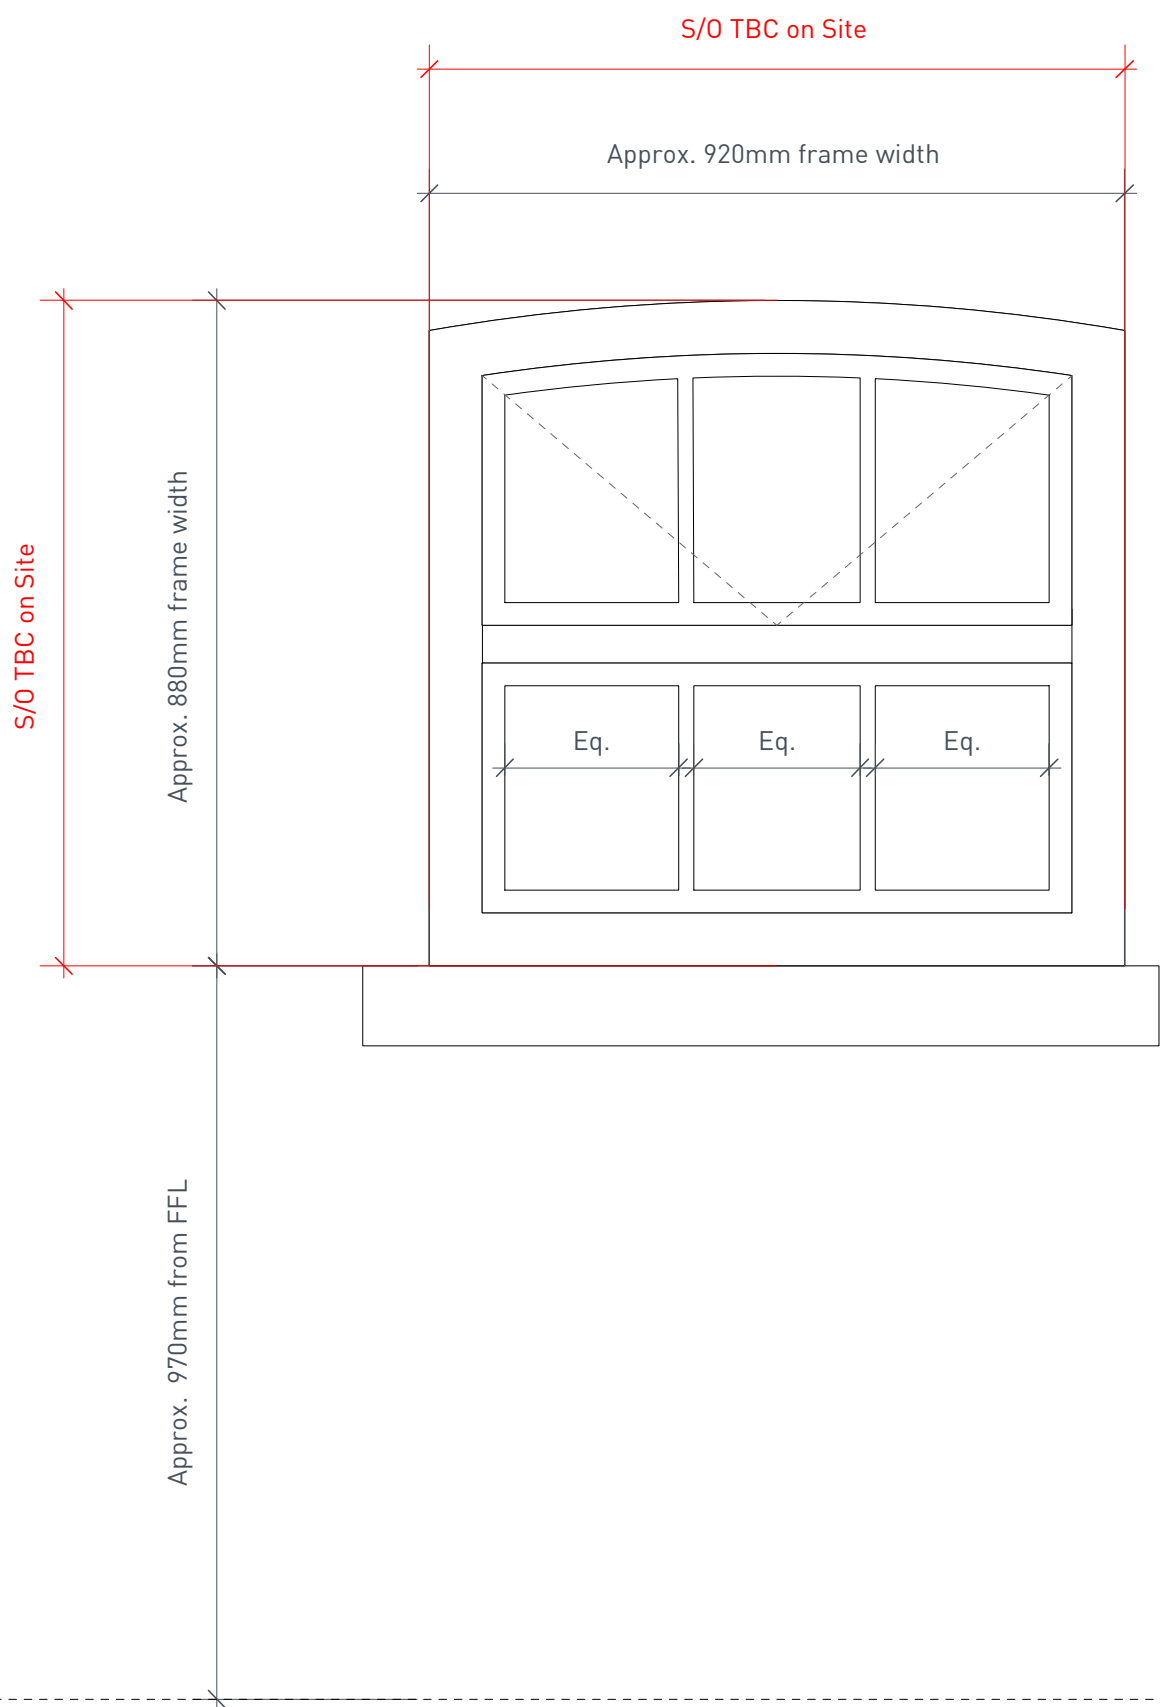 S/O TBC on Site
Approx. 920mm frame width
S/O TBC on Site
Approx. 880mm frame width
Eq.
Eq.
Eq.
Approx. 970mm from FFL